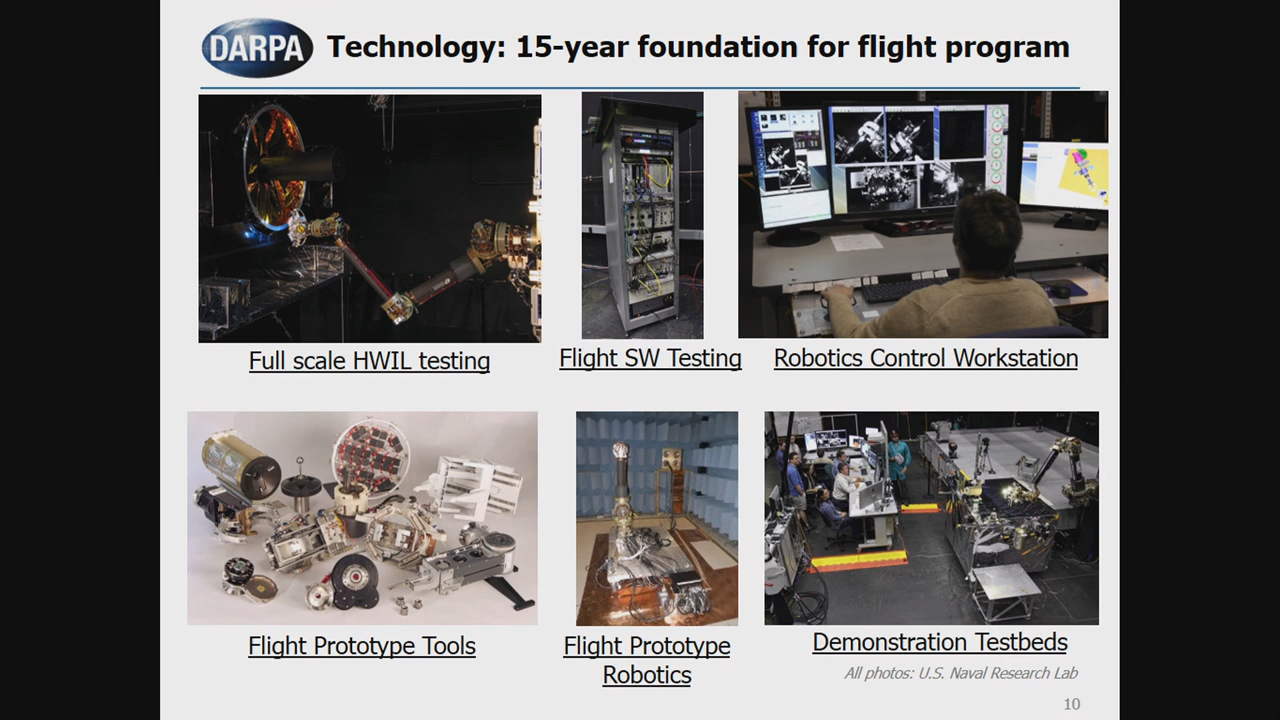 DARPA
Technology: 15-year foundation for flight program
Full scale HWIL testing
Flight SW Testing
Robotics Control Workstation
Flight Prototype Tools
Flight Prototype
Robotics
Demonstration Testbeds
All photos: U.S. Naval Research Lab
10